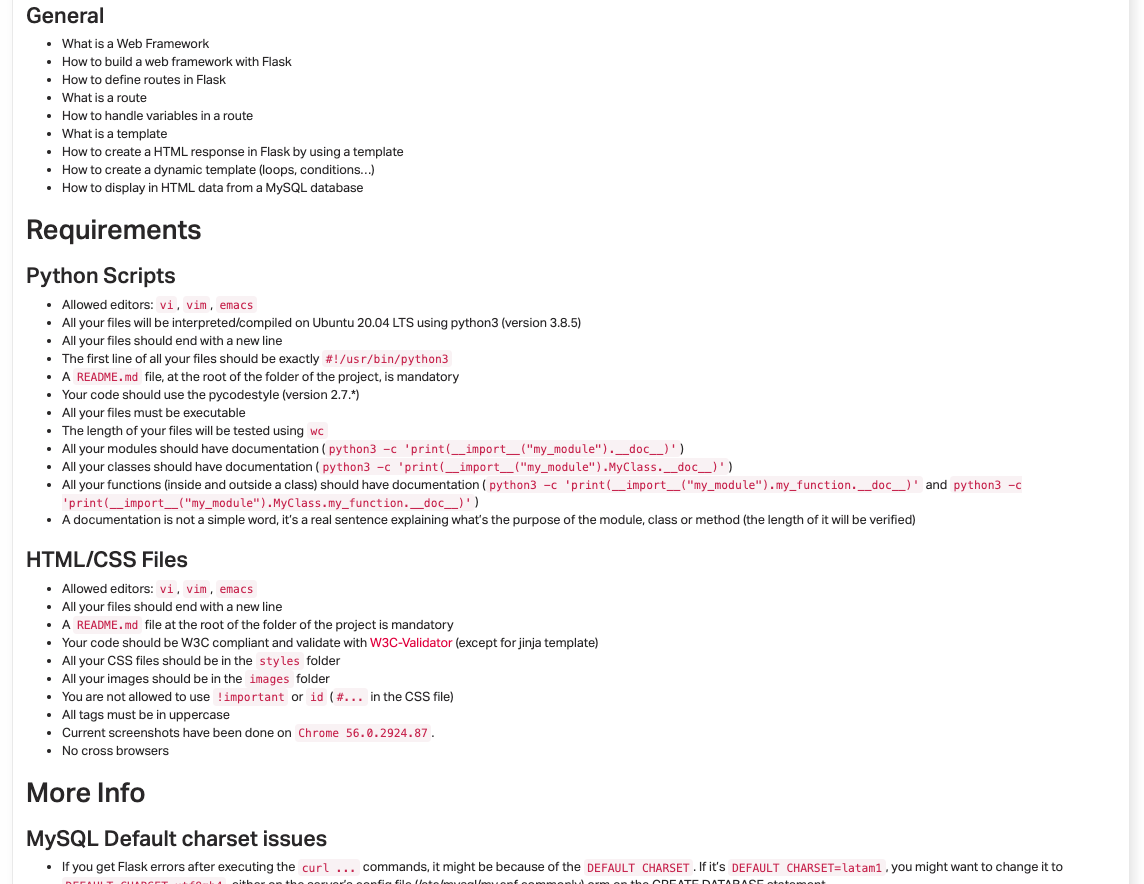 General
What is a Web Framework
How to build a web framework with Flask
How to define routes in Flask
What is a route
How to handle variables in a route
What is a template
How to create a HTML response in Flask by using a template
How to create a dynamic template (loops, conditions…)
How to display in HTML data from a MySQL database
Requirements
Python Scripts
Allowed editors: vi, vim, emacs
All your files will be interpreted/compiled on Ubuntu 20.04 LTS using python3 (version 3.8.5)
All your files should end with a new line
The first line of all your files should be exactly #!/usr/bin/python3
A README.md file, at the root of the folder of the project, is mandatory
Your code should use the pycodestyle (version 2.7.*)
All your files must be executable
The length of your files will be tested using wc
All your modules should have documentation (python3 -c 'print(__import__("my_module").__doc__)')
All your classes should have documentation (python3 -c 'print(__import__("my_module").MyClass.__doc__)')
All your functions (inside and outside a class) should have documentation (python3 -c 'print(__import__("my_module").my_function.__doc__)' and python3 -c
'print(__import__("my_module").MyClass.my_function.__doc__)')
A documentation is not a simple word, it’s a real sentence explaining what’s the purpose of the module, class or method (the length of it will be verified)
HTML/CSS Files
Allowed editors: vi, vim, emacs
All your files should end with a new line
A README.md file at the root of the folder of the project is mandatory
Your code should be W3C compliant and validate with W3C-Validator (except for jinja template)
All your CSS files should be in the styles folder
All your images should be in the images folder
You are not allowed to use !important or id (#... in the CSS file)
All tags must be in uppercase
Current screenshots have been done on Chrome 56.0.2924.87.
No cross browsers
More Info
MySQL Default charset issues
If you get Flask errors after executing the curl ... commands, it might be because of the DEFAULT CHARSET. If it’s DEFAULT CHARSET=latam1, you might want to change it to